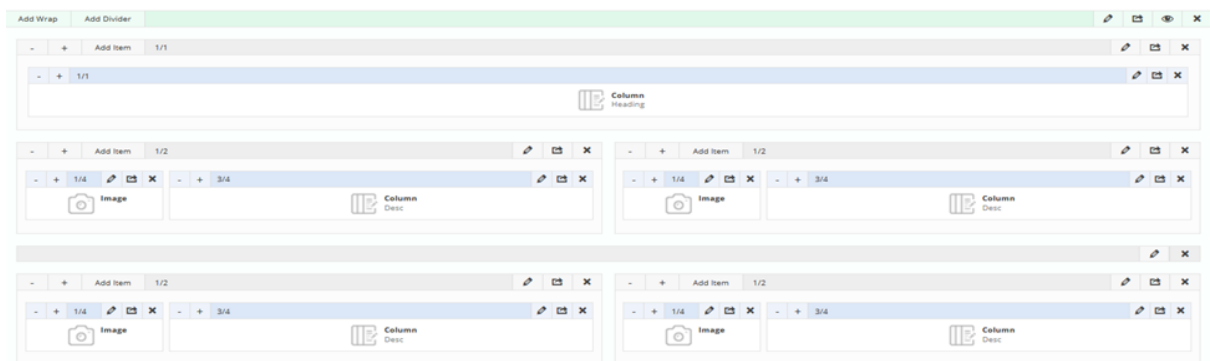 Add Wrap Add Divider
- + Add Item 1/1
- + 1/1
Column
Heading
- + Add Item 1/2 - + Add Item 1/2
- + 1/4 - + 3/4 - + 1/4 - + 3/4
Image Column Image Column
Desc Desc
- + Add Item 1/2 - + Add Item 1/2
- + 1/4 - + 3/4 - + 1/4 - + 3/4
Image Column Image Column
Desc Desc